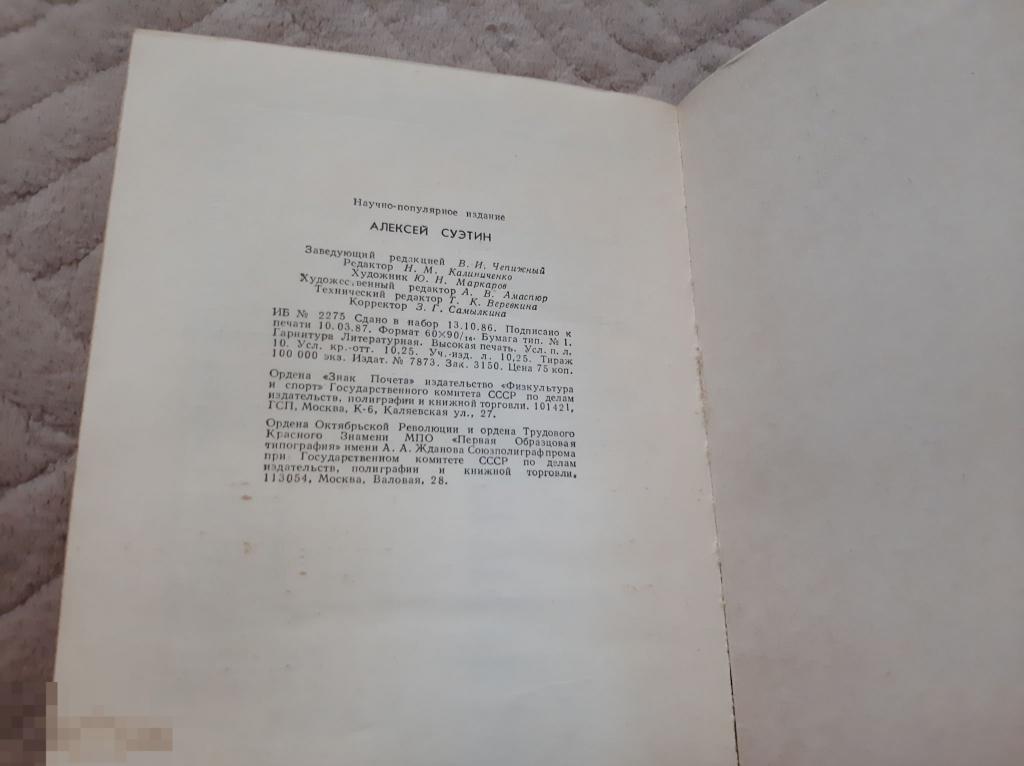 Научно-популярное издание
АЛЕКСЕЙ СУЭТИН
Заведующий редакцией В. И. Чепижный
Редактор Н. М. Калиниченко
Художник Ю. Н. Маркаров
Художественный редактор А. В. Амаспюр
Технический редактор Т. К. Веревкина
Корректор З. Г. Самылкина
ИБ № 2275 Сдано в набор 13.10.86. Подписано к
печати 10.03.87. Формат 60×90/16. Бумага тип. № 1.
Гарнитура Литературная. Высокая печать. Усл. п. л.
10. Усл. кр.-отт. 10,25. Уч.-изд. л. 10,25. Тираж
100 000 экз. Издат. № 7873. Зак. 3150. Цена 75 коп.
Ордена «Знак Почета» издательство «Физкультура
и спорт» Государственного комитета СССР по делам
издательств, полиграфии и книжной торговли. 101421,
ГСП, Москва, К-6, Каляевская ул., 27.
Ордена Октябрьской Революции и ордена Трудового
Красного Знамени МПО «Первая Образцовая
типография» имени А. А. Жданова Союзполиграфпрома
при Государственном комитете СССР по делам
издательств, полиграфии и книжной торговли,
113054, Москва, Валовая, 28.